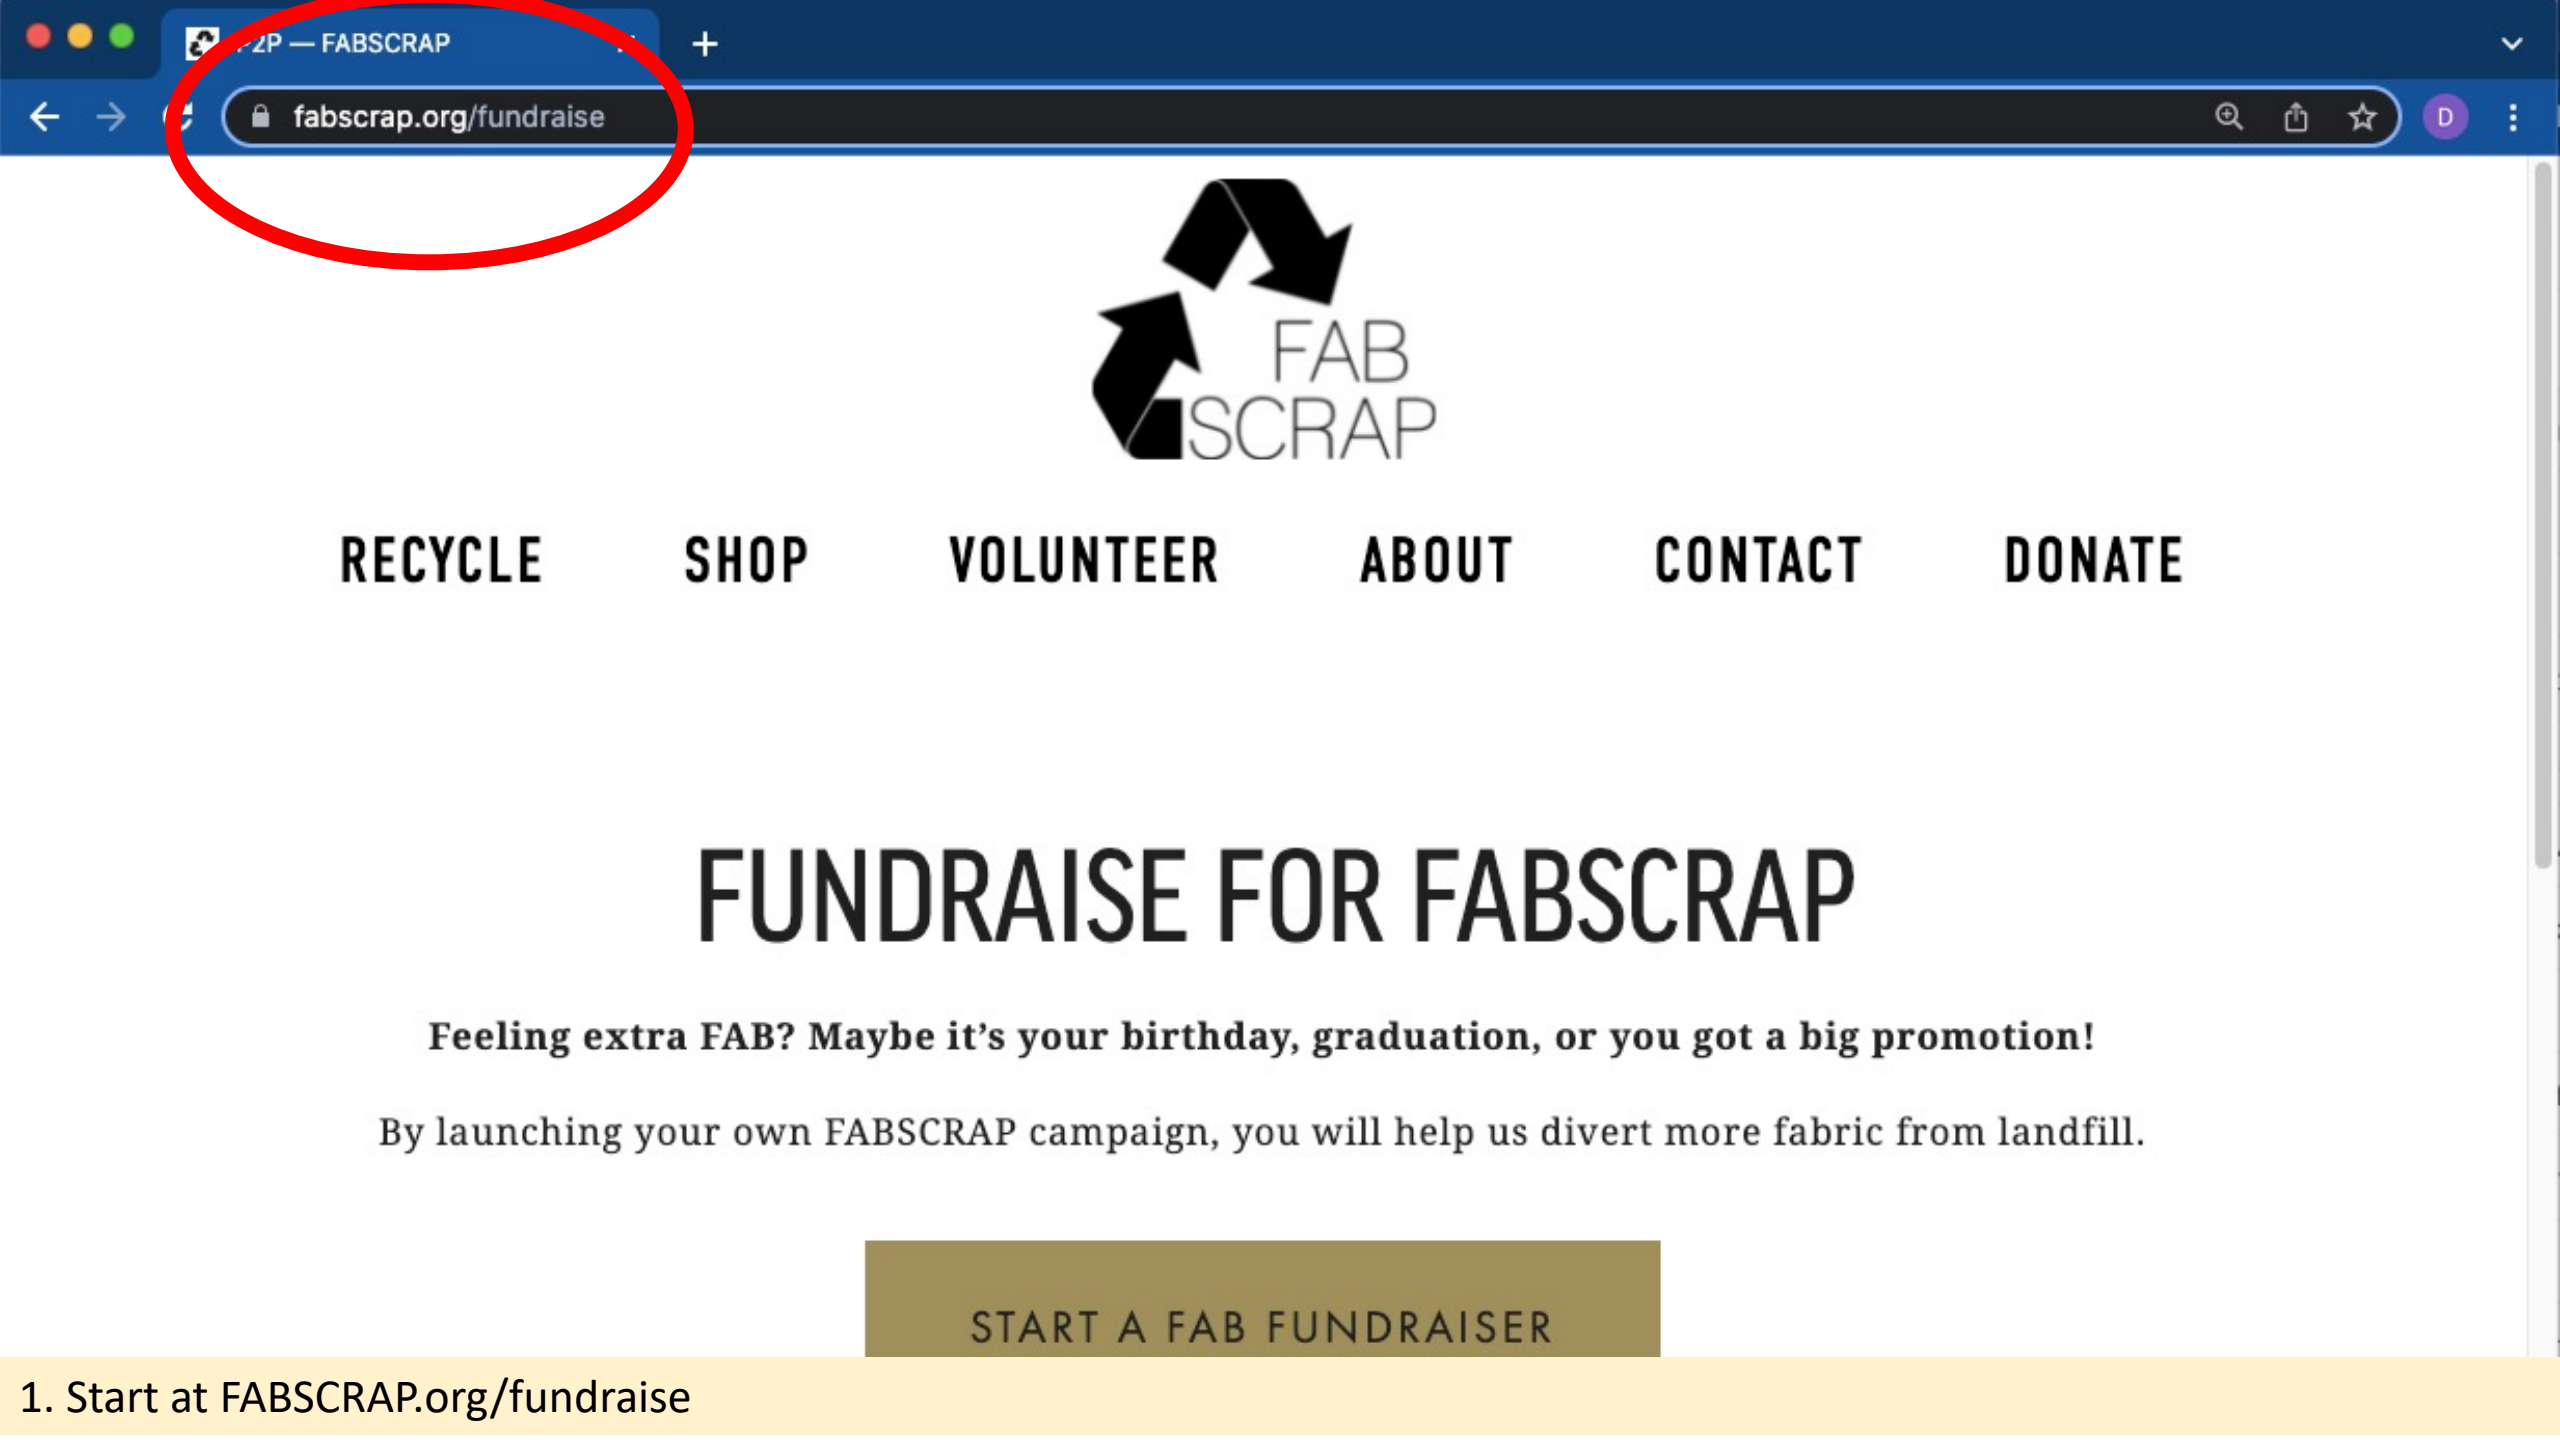 P2P — FABSCRAP
fabscrap.org/fundraise
D
FAB
SCRAP
RECYCLE SHOP VOLUNTEER ABOUT CONTACT DONATE
FUNDRAISE FOR FABSCRAP
Feeling extra FAB? Maybe it's your birthday, graduation, or you got a big promotion!
By launching your own FABSCRAP campaign, you will help us divert more fabric from landfill.
START A FAB FUNDRAISER
1. Start at FABSCRAP.org/fundraise